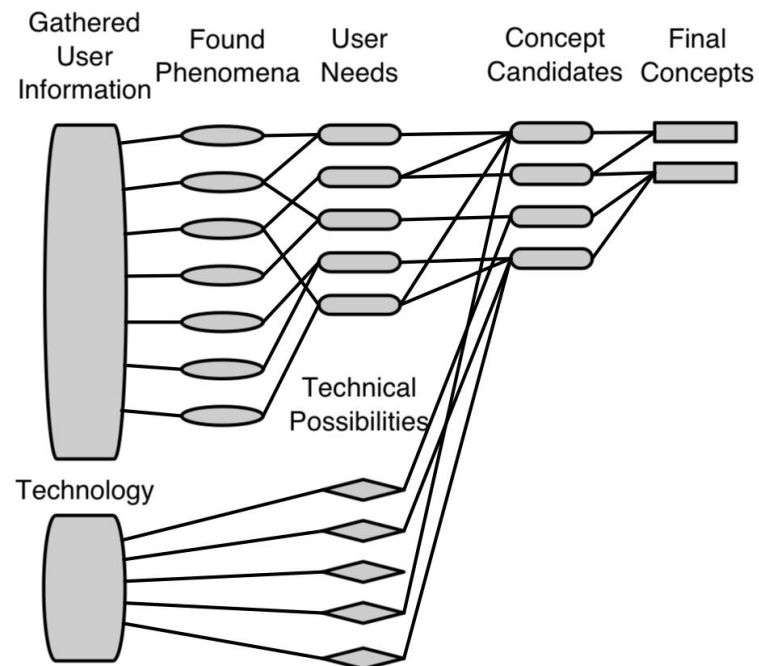 Gathered
User
Information
Found
Phenomena
User
Needs
Concept
Candidates
Final
Concepts
Technical
Possibilities
Technology